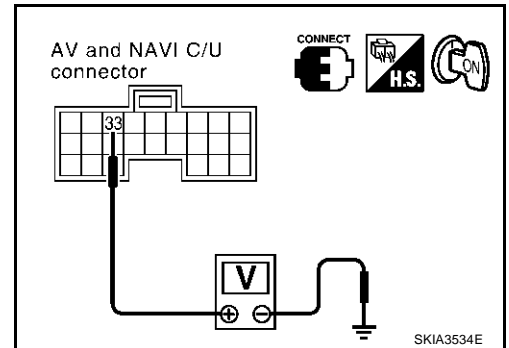 AV and NAVI C/U
connector
CONNECT
H.S.
ON
33
V
SKIA3534E